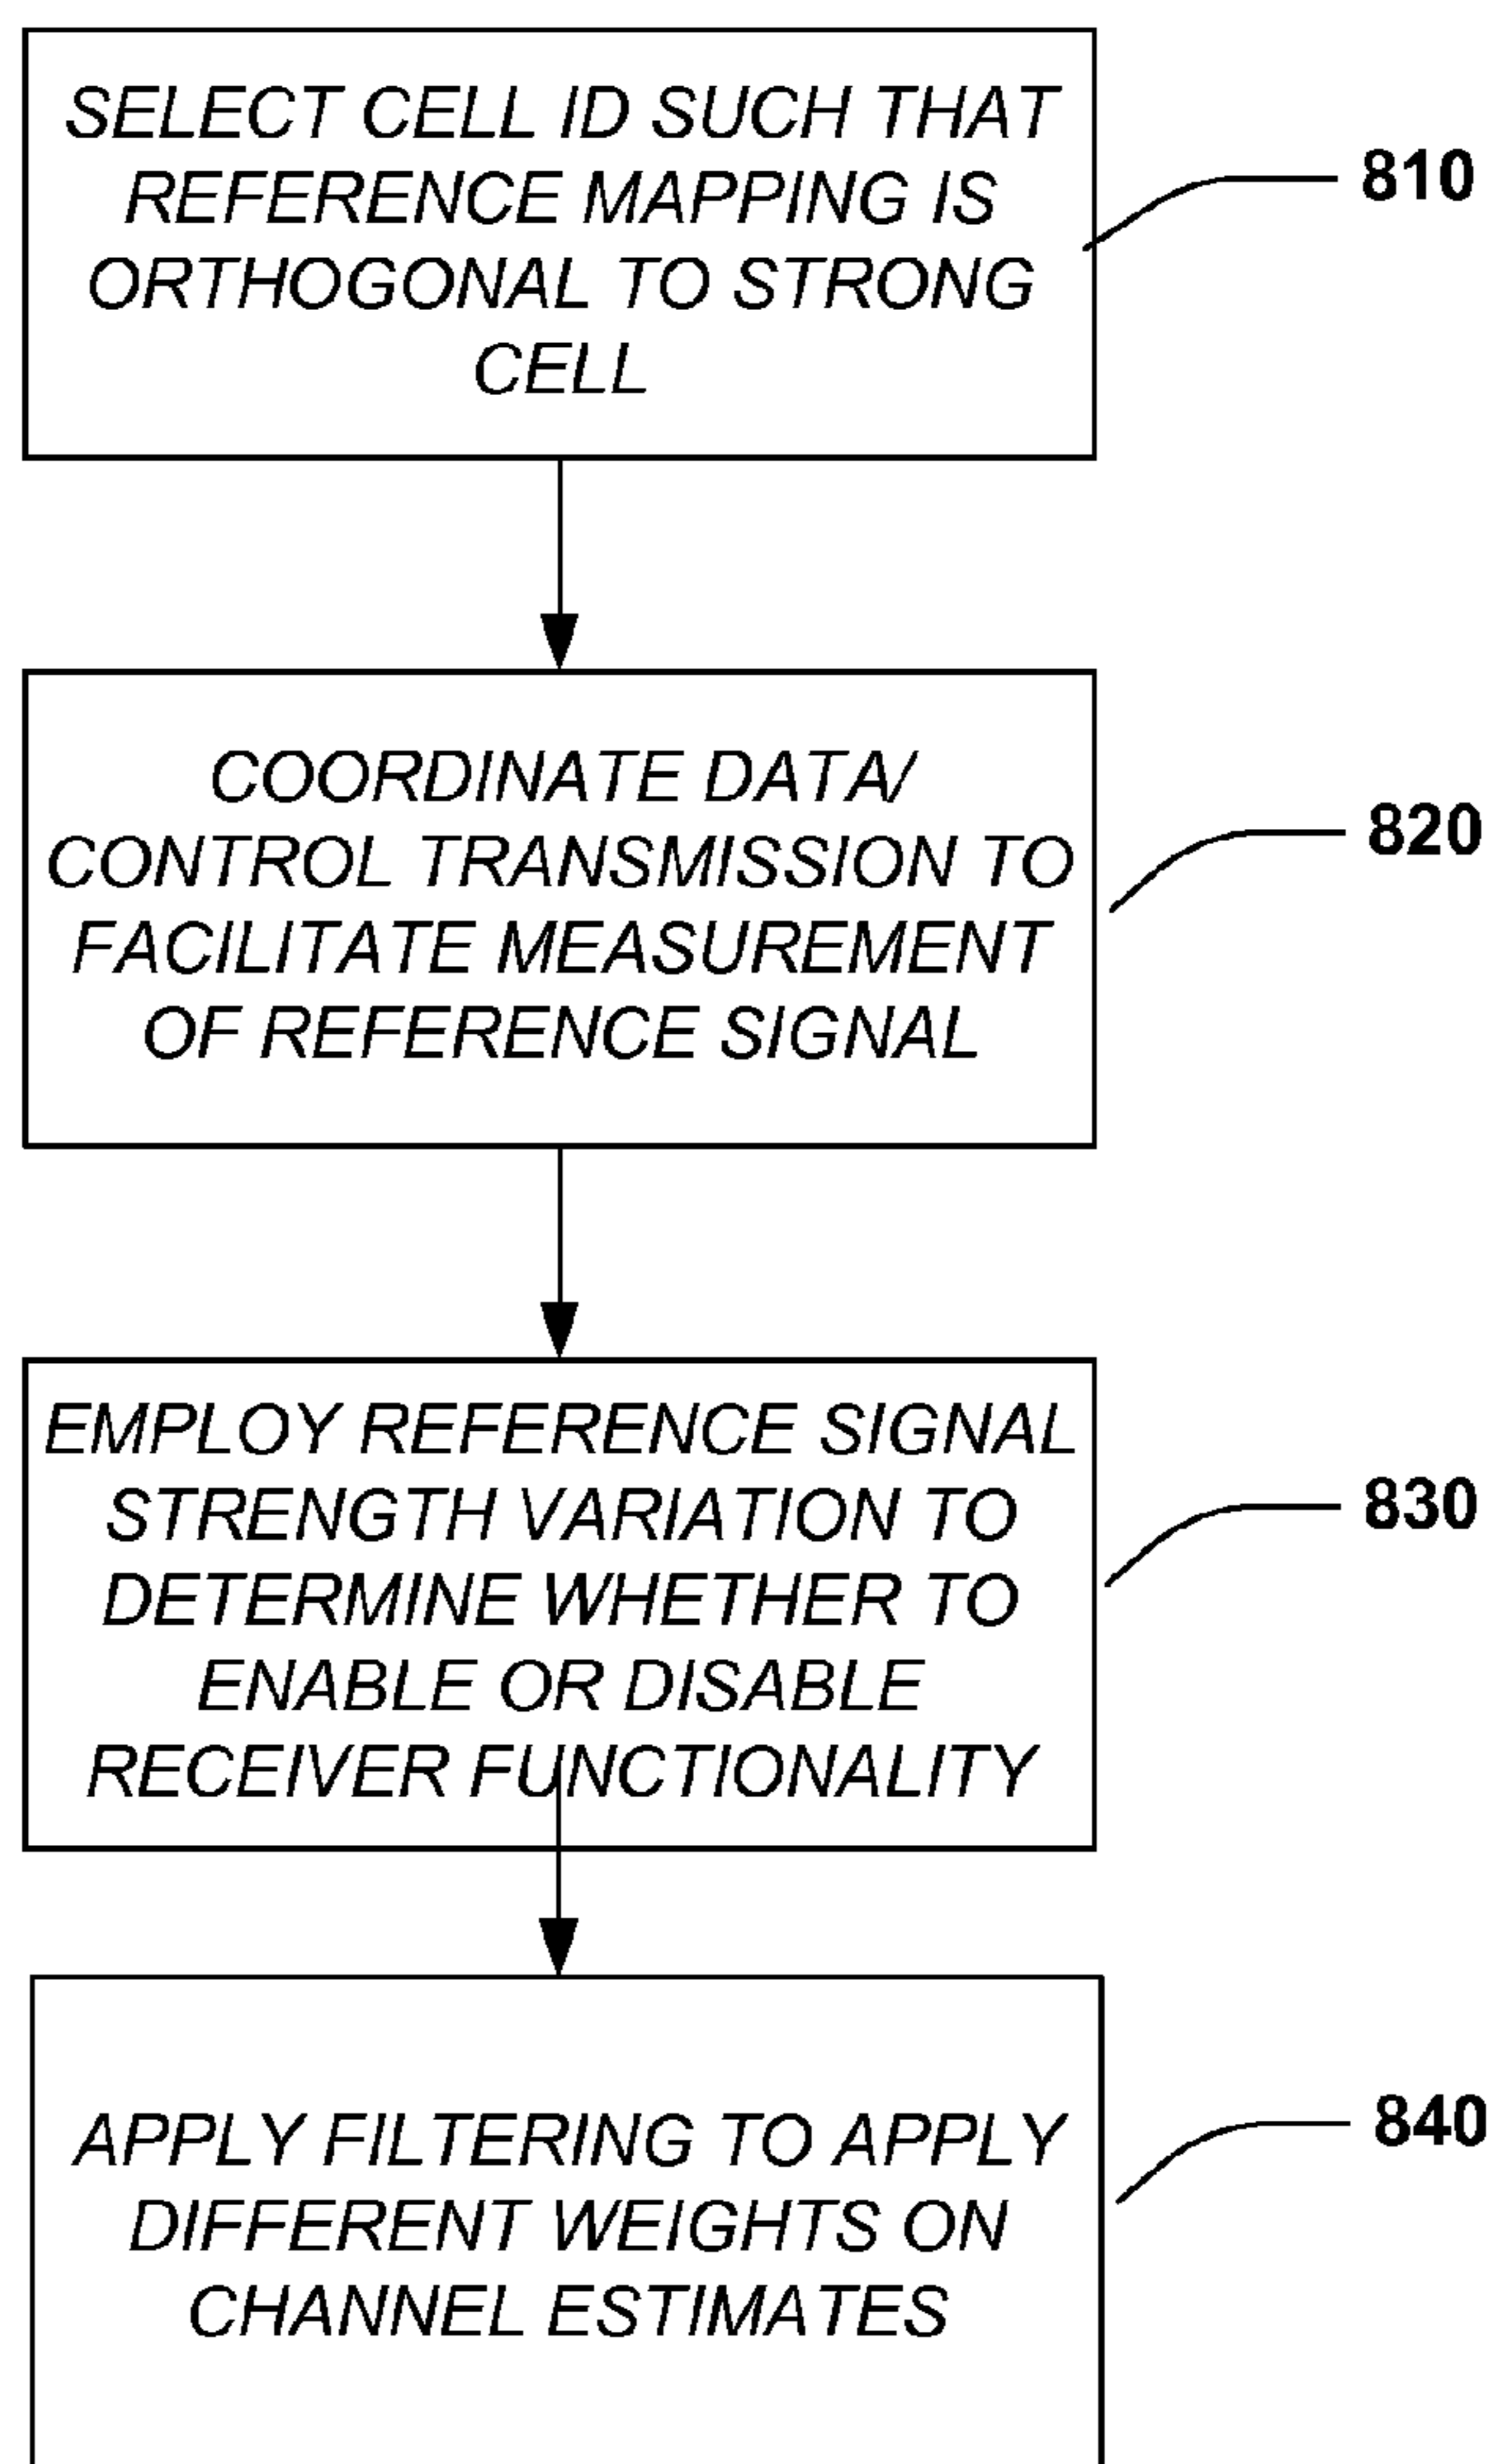 SELECT CELL ID SUCH THAT
REFERENCE MAPPING IS
ORTHOGONAL TO STRONG
CELL
810
COORDINATE DATA/
CONTROL TRANSMISSION TO
FACILITATE MEASUREMENT
OF REFERENCE SIGNAL
820
EMPLOY REFERENCE SIGNAL
STRENGTH VARIATION TO
DETERMINE WHETHER TO
ENABLE OR DISABLE
RECEIVER FUNCTIONALITY
830
APPLY FILTERING TO APPLY
DIFFERENT WEIGHTS ON
CHANNEL ESTIMATES
840